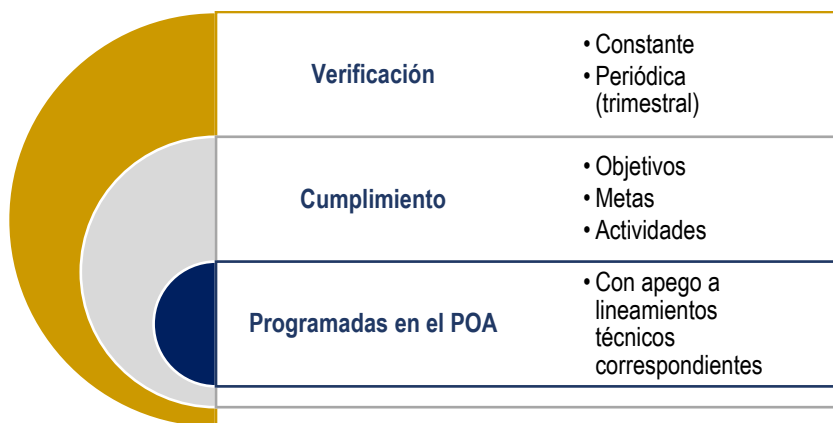 Verificación
• Constante
• Periódica
(trimestral)
Cumplimiento
• Objetivos
• Metas
• Actividades
Programadas en el POA
• Con apego a
lineamientos
técnicos
correspondientes